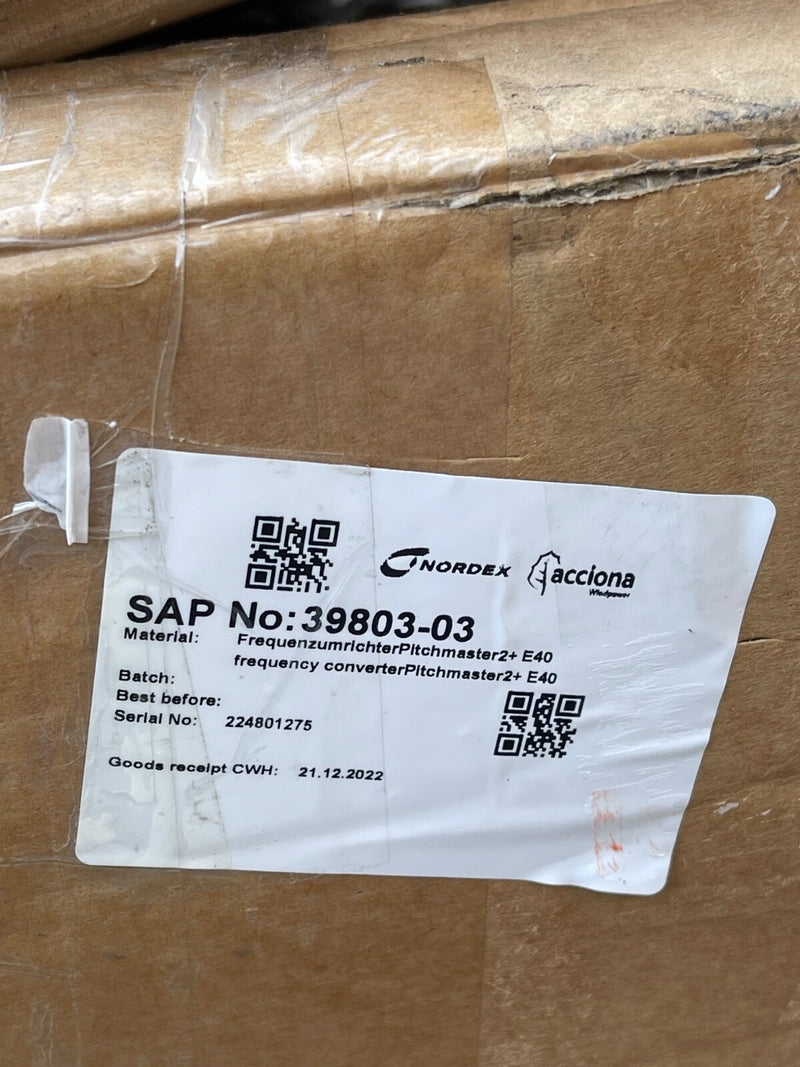 NORDEX
acciona
Windpower
SAP No: 39803-03
Material: FrequenzumrichterPitchmaster2+ E40
frequency converterPitchmaster2+ E40
Batch:
Best before:
Serial No: 224801275
Goods receipt CWH: 21.12.2022